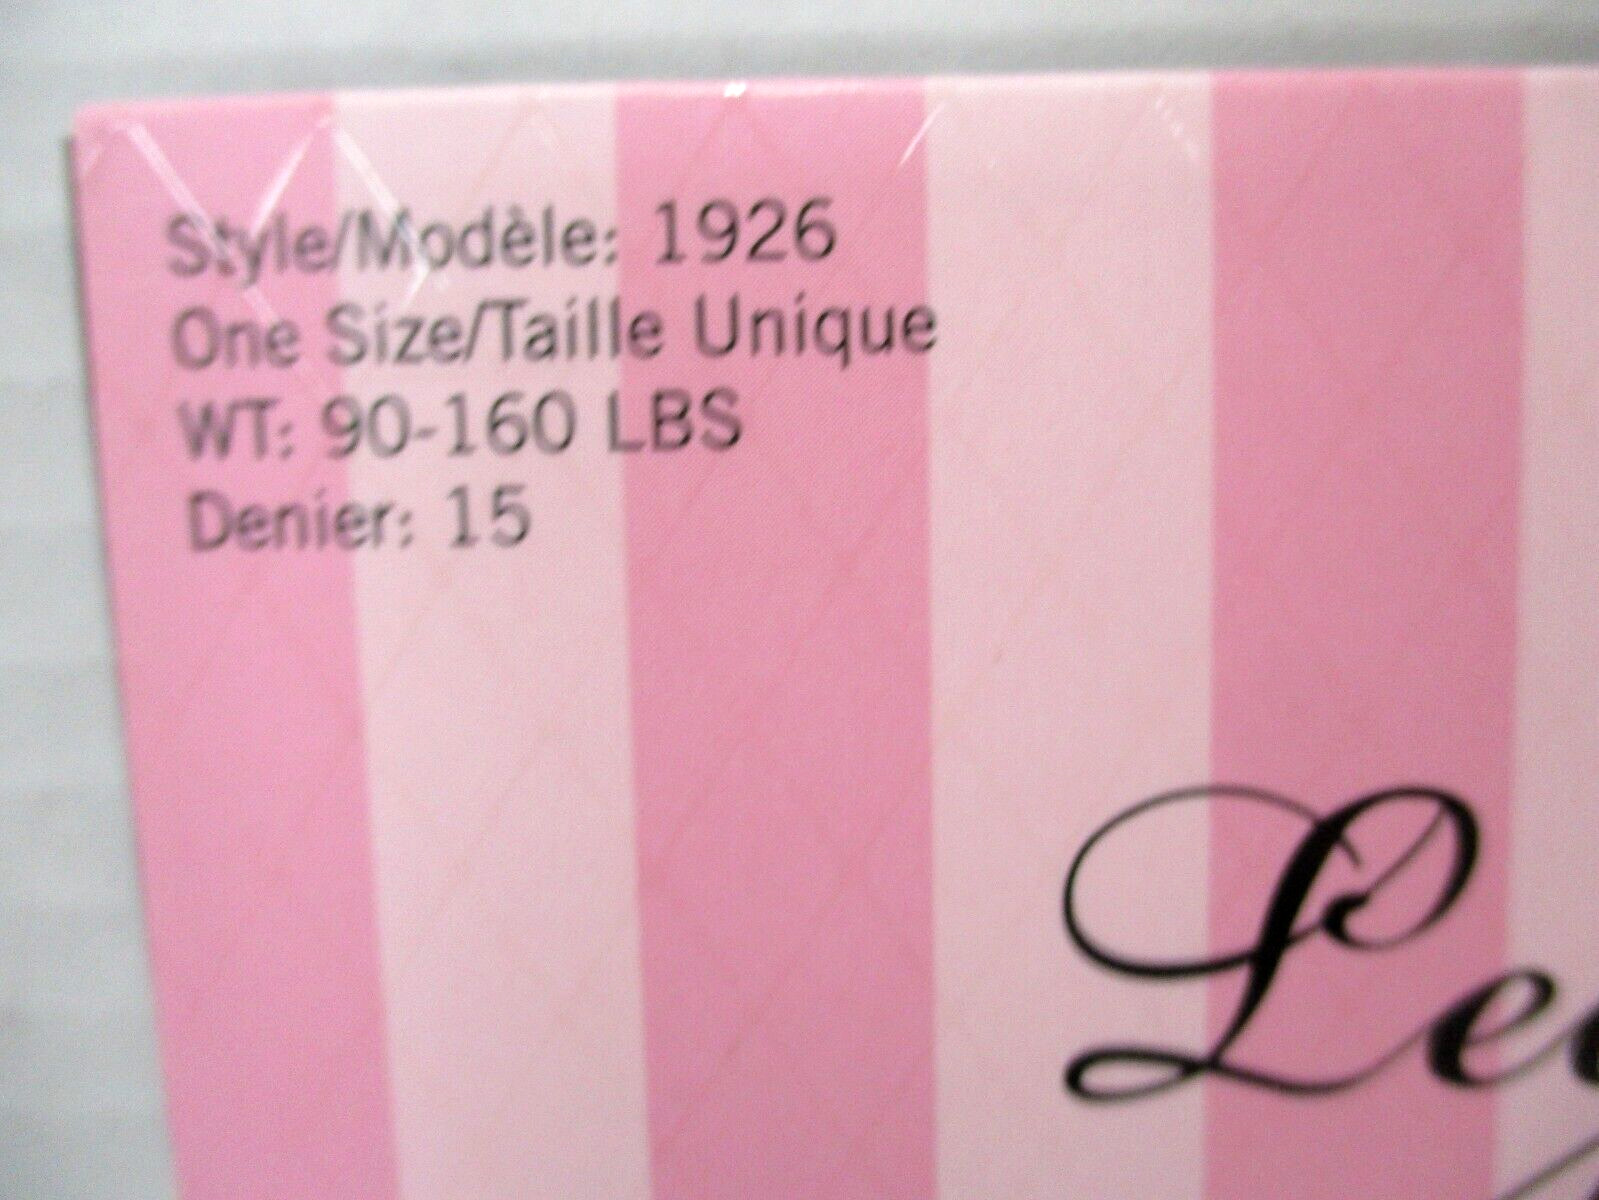 Style/Modèle: 1926
One Size/Taille Unique
WT: 90-160 LBS
Denier: 15